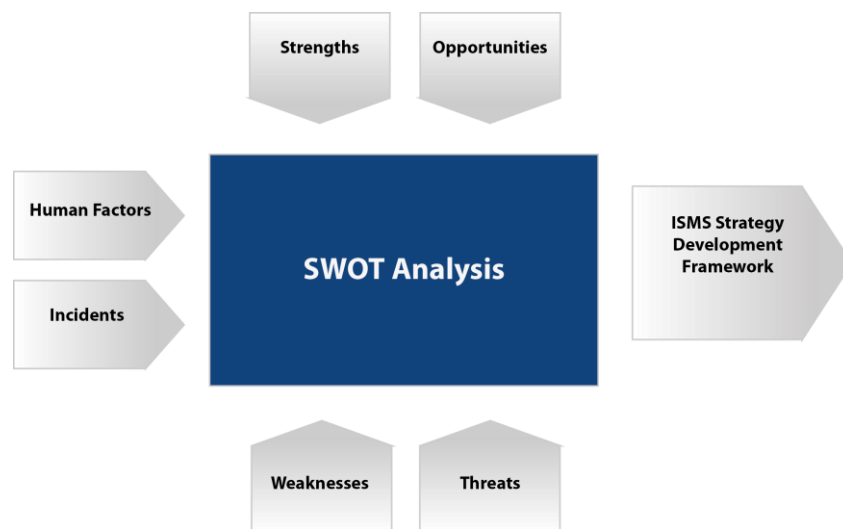 Strengths
Opportunities
Human Factors
Incidents
SWOT Analysis
ISMS Strategy
Development
Framework
Weaknesses
Threats